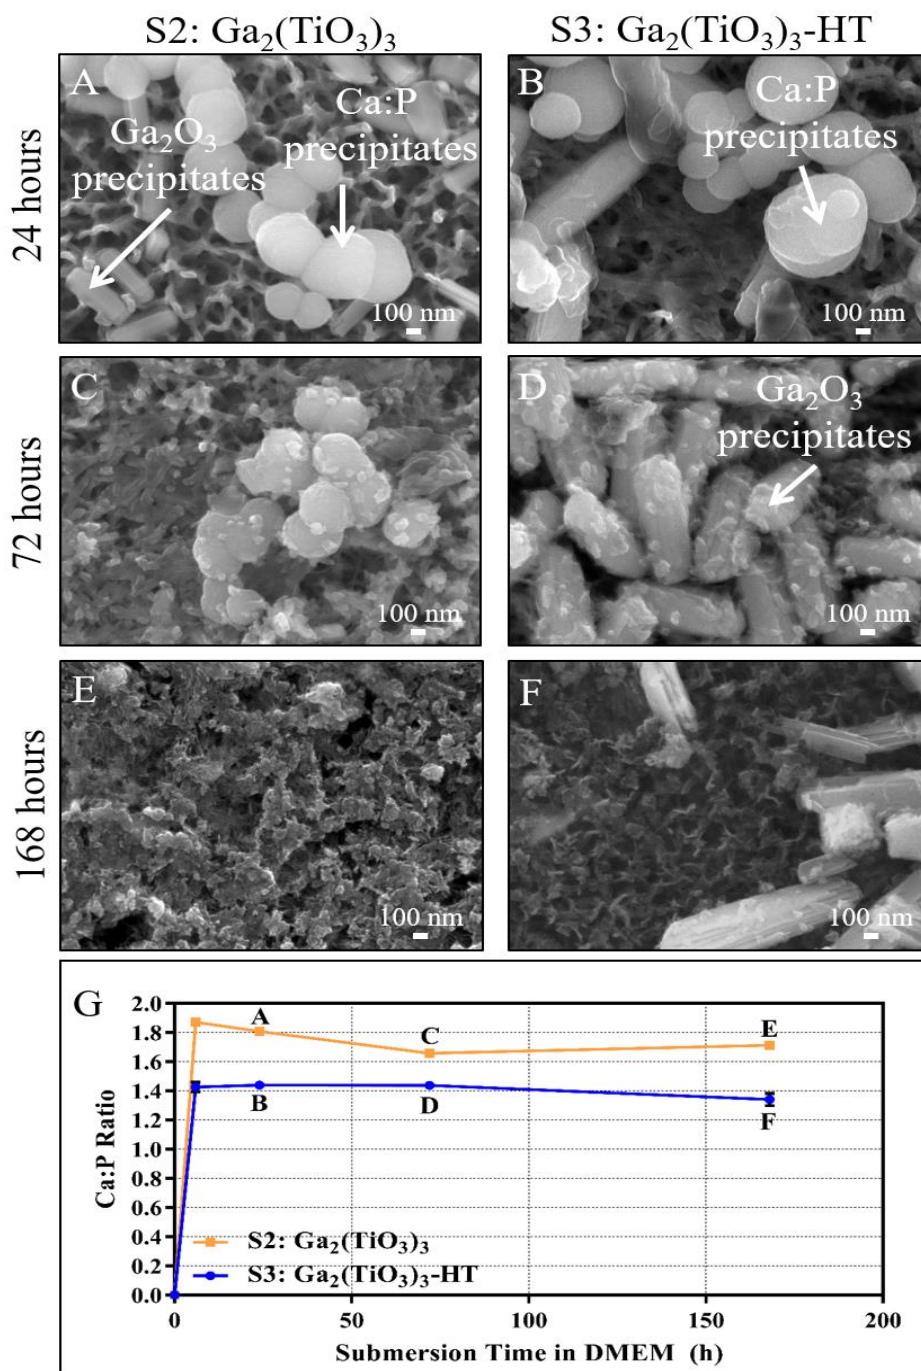 S2: Ga₂(TiO₃)₃
S3: Ga₂(TiO₃)₃-HT
24 hours
A
Ga₂O₃
precipitates
Ca:P
precipitates
100 nm
B
Ca:P
precipitates
100 nm
72 hours
C
100 nm
D
Ga₂O₃
precipitates
100 nm
168 hours
E
100 nm
F
100 nm
G
Ca:P Ratio
2.0
1.8
1.6
1.4
1.2
1.0
0.8
0.6
0.4
0.2
0.0
A
C
E
B
D
F
S2: Ga₂(TiO₃)₃
S3: Ga₂(TiO₃)₃-HT
0
50
100
150
200
Submersion Time in DMEM (h)